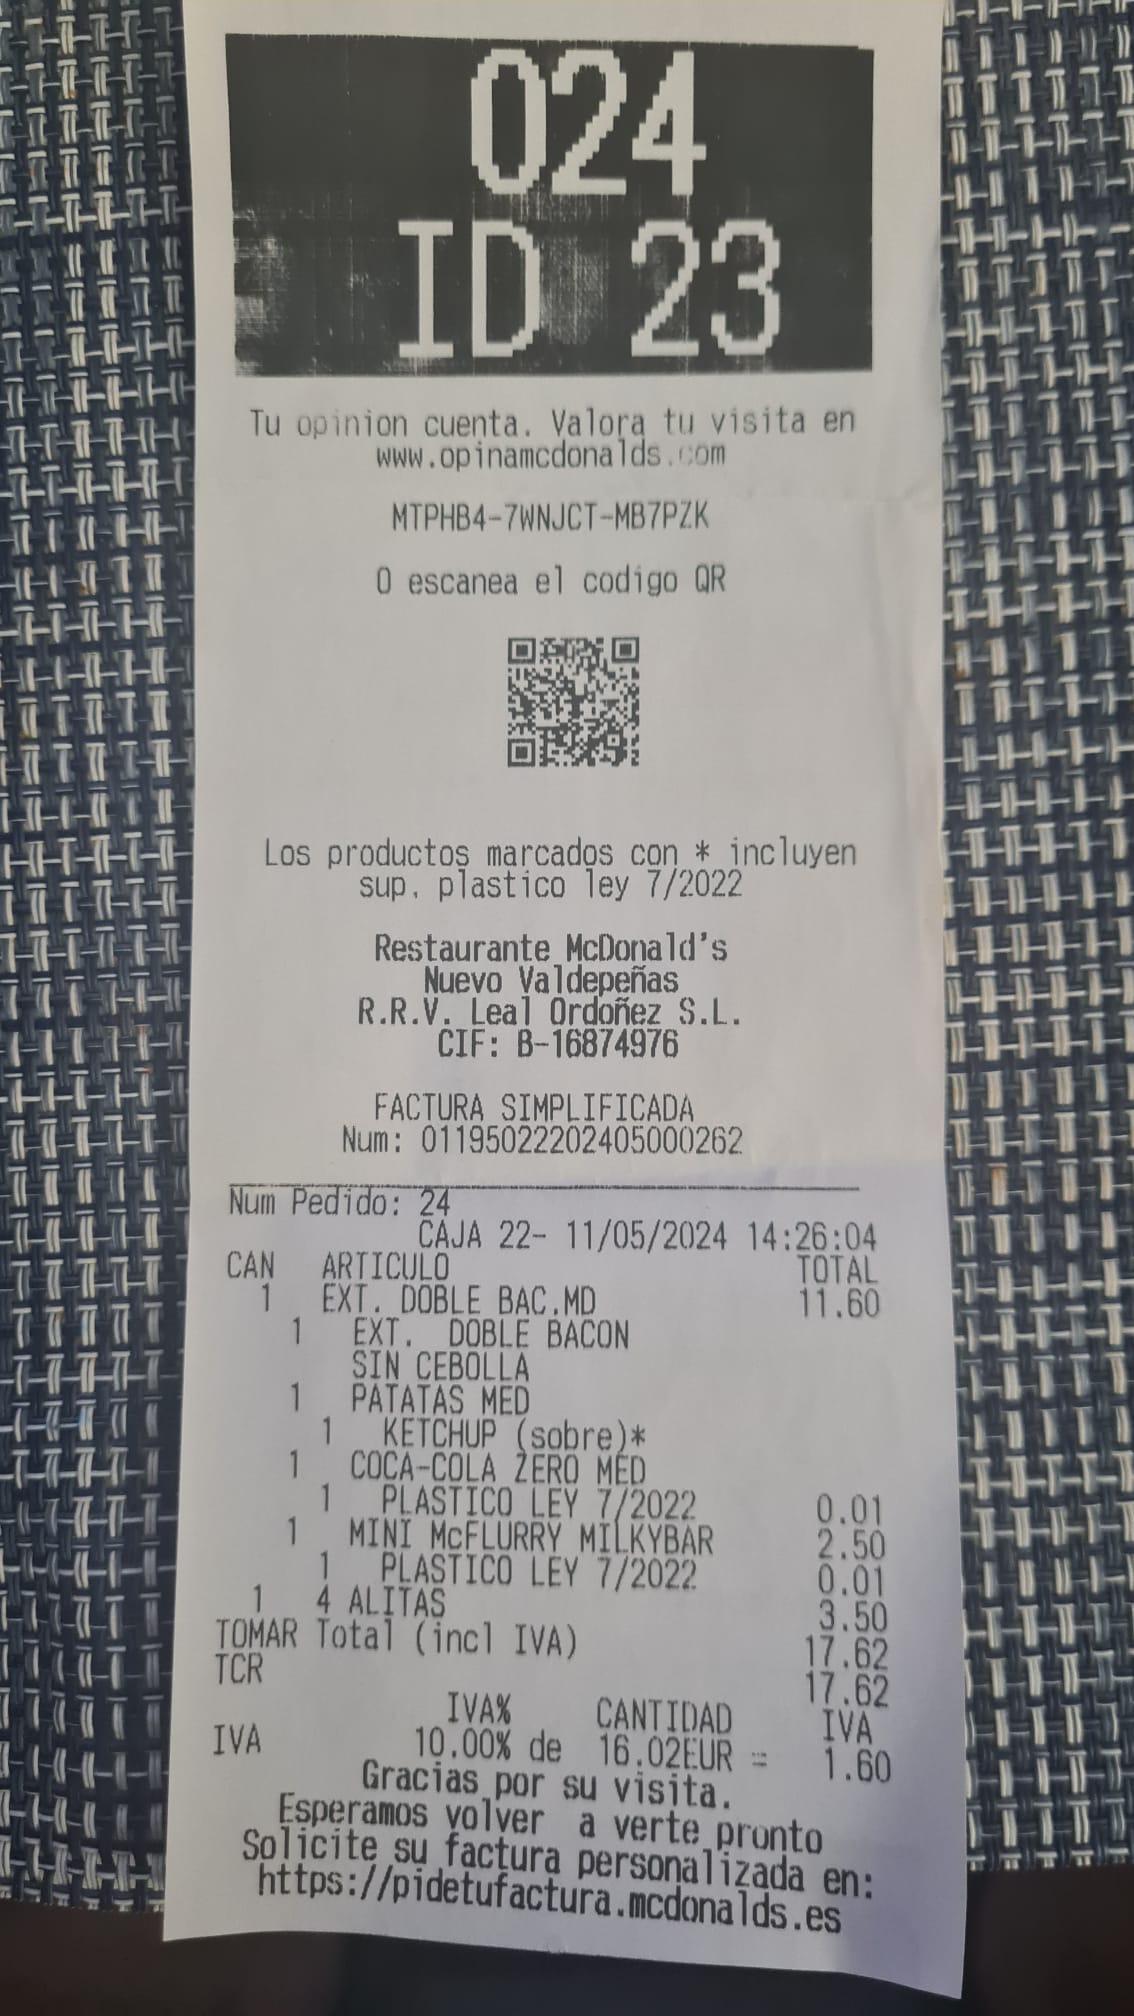 024
ID 23
Tu opinion cuenta. Valora tu visita en
www.opinamcdonalds.com
MTPHB4-7WNJCT-MB7PZK
O escanea el codigo QR
Los productos marcados con * incluyen
sup. plastico ley 7/2022
Restaurante McDonald's
Nuevo Valdepeñas
R.R.V. Leal Ordoñez S.L.
CIF: B-16874976
FACTURA SIMPLIFICADA
Num: 01195022202405000262
Num Pedido: 24
CAJA 22- 11/05/2024 14:26:04
CAN ARTICULO TOTAL
1 EXT. DOBLE BAC.MD 11.60
1 EXT. DOBLE BACON
SIN CEBOLLA
1 PATATAS MED
1 KETCHUP (sobre)*
1 COCA-COLA ZERO MED
1 PLASTICO LEY 7/2022 0.01
1 MINI McFLURRY MILKYBAR 2.50
1 PLASTICO LEY 7/2022 0.01
1 4 ALITAS 3.50
TOMAR Total (incl IVA) 17.62
TCR 17.62
IVA% CANTIDAD IVA
IVA 10.00% de 16.02EUR = 1.60
Gracias por su visita.
Esperamos volver a verte pronto
Solicite su factura personalizada en:
https://pidetufactura.mcdonalds.es